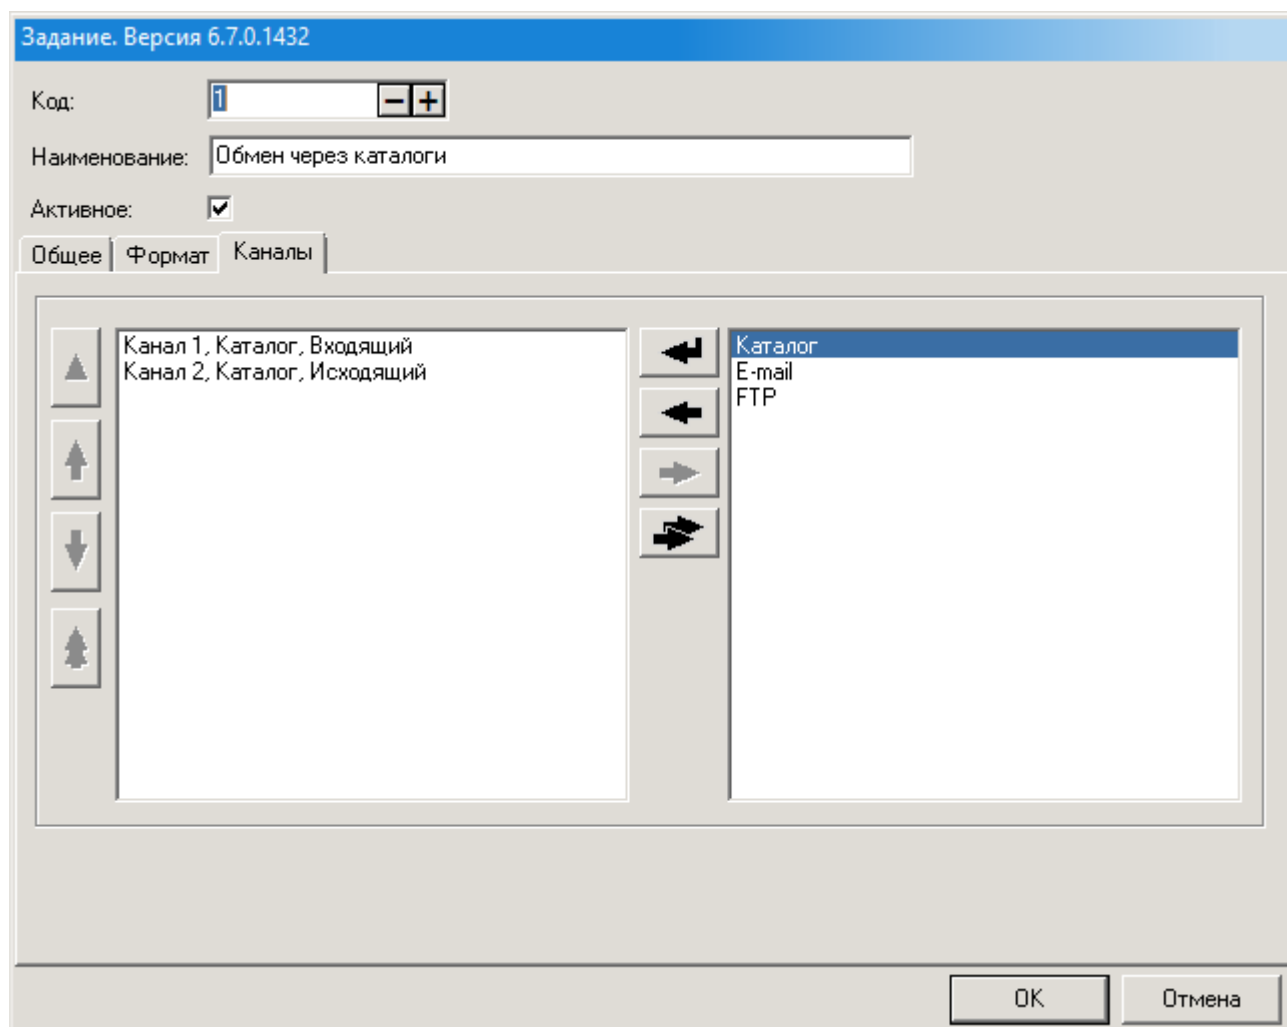 Задание. Версия 6.7.0.1432
Код: 1
Наименование: Обмен через каталоги
Активное:
Общее Формат Каналы
Канал 1, Каталог, Входящий
Канал 2, Каталог, Исходящий
Каталог
E-mail
FTP
OK Отмена